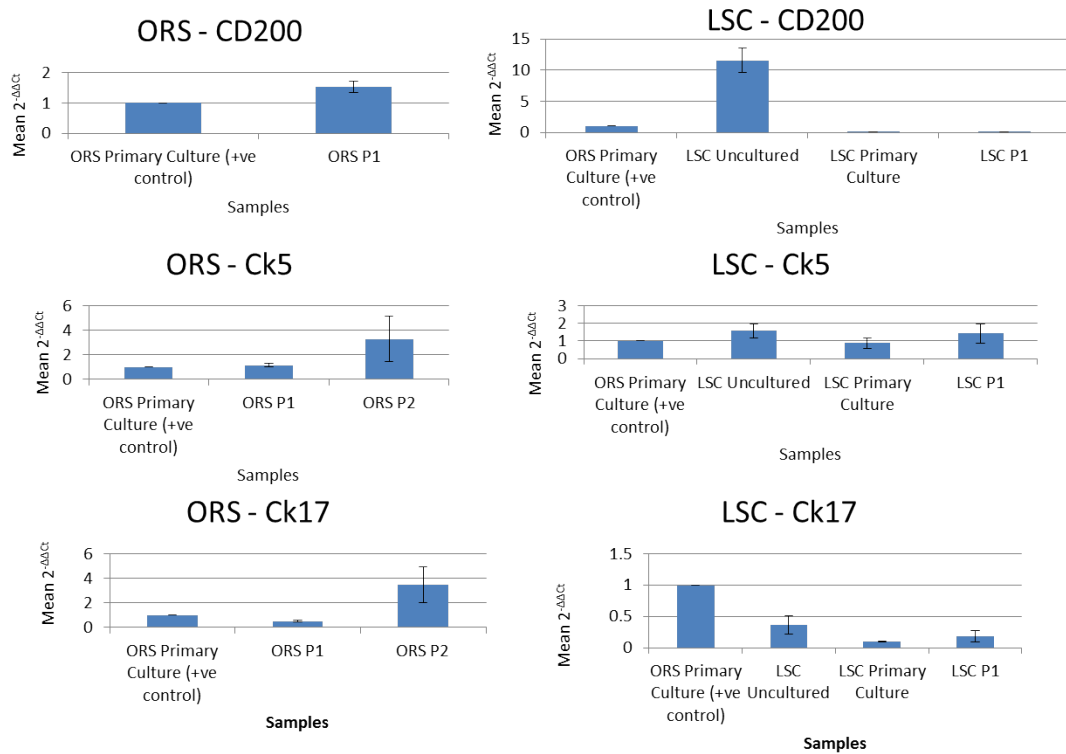 ORS - CD200
Mean 2-ΔΔCt
2
1
0
ORS Primary Culture (+ve
control)
ORS P1
Samples
LSC - CD200
Mean 2-ΔΔCt
15
10
5
0
ORS Primary
Culture (+ve
control)
LSC Uncultured
LSC Primary
Culture
LSC P1
Samples
ORS - Ck5
Mean 2-ΔΔCt
6
4
2
0
ORS Primary
Culture (+ve
control)
ORS P1
ORS P2
Samples
LSC - Ck5
Mean 2-ΔΔCt
3
2
1
0
ORS Primary
Culture (+ve
control)
LSC Uncultured
LSC Primary
Culture
LSC P1
Samples
ORS - Ck17
Mean 2-ΔΔCt
6
4
2
0
ORS Primary
Culture (+ve
control)
ORS P1
ORS P2
Samples
LSC - Ck17
Mean 2-ΔΔCt
1.5
1
0.5
0
ORS Primary
Culture (+ve
control)
LSC
Uncultured
LSC Primary
Culture
LSC P1
Samples